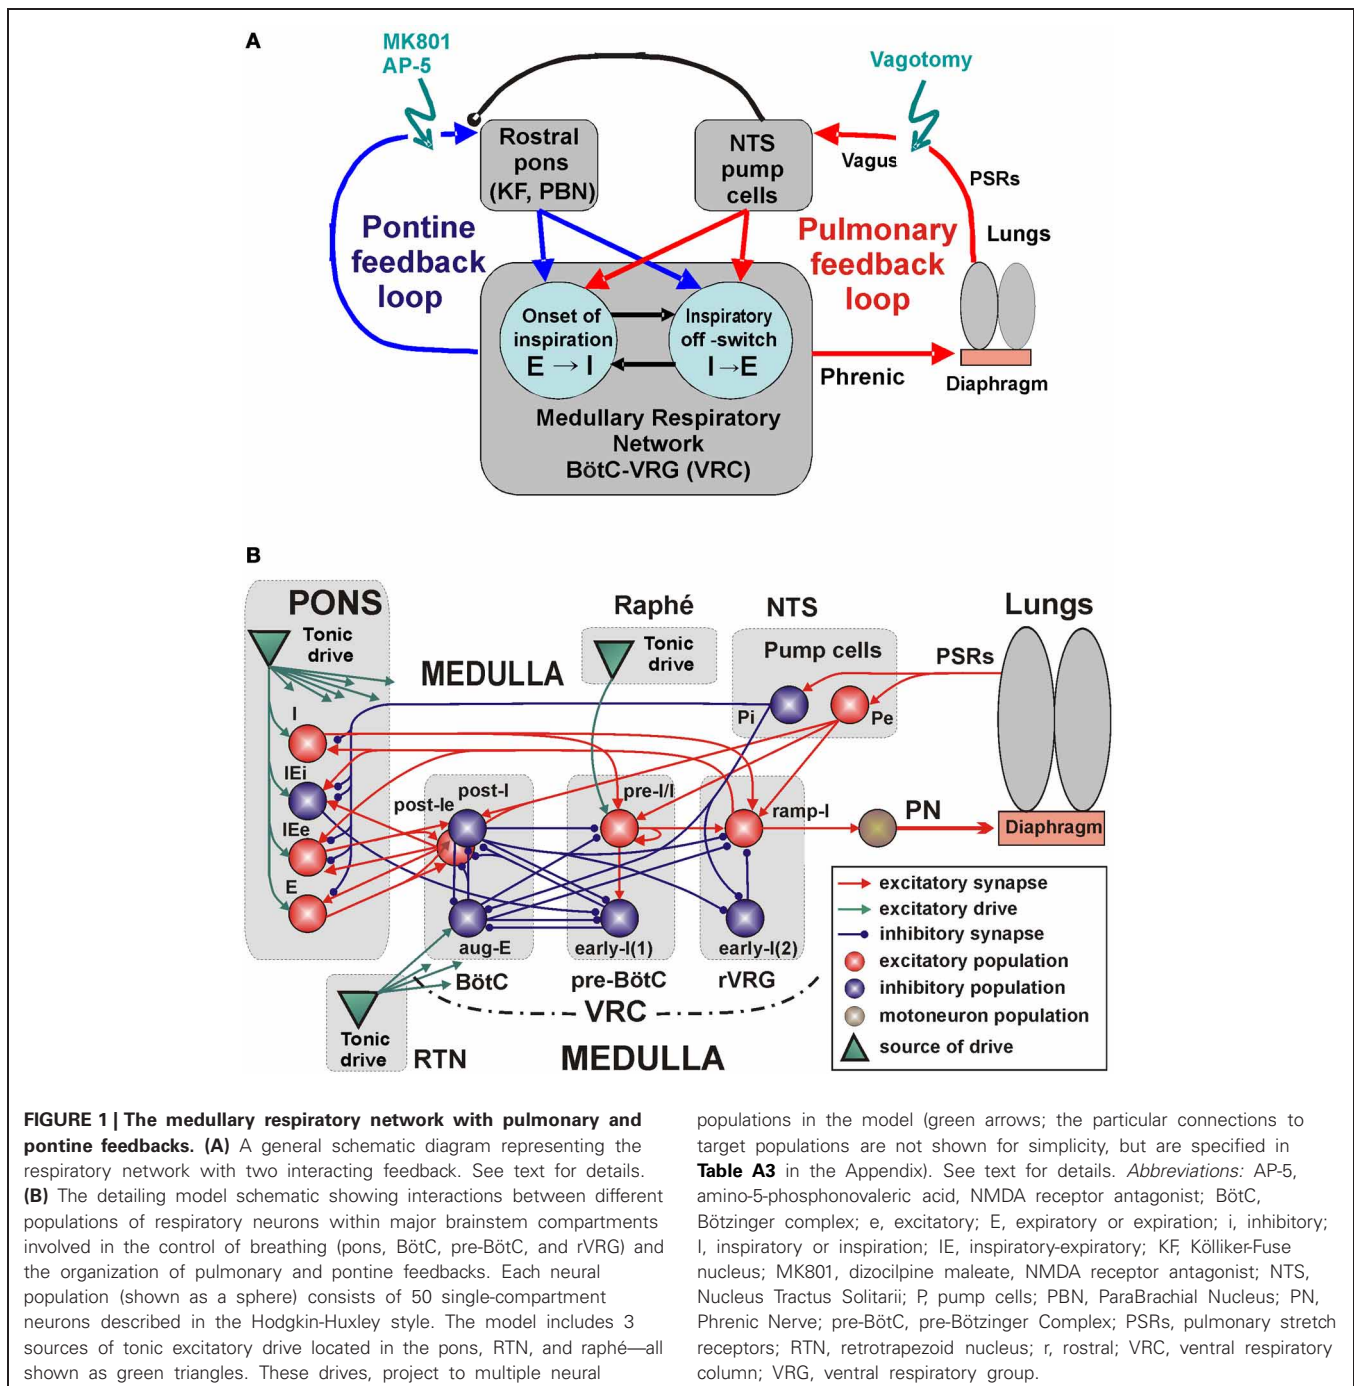 A
MK801
AP-5
Vagotomy
Rostral
pons
(KF, PBN)
NTS
pump
cells
Vagus
PSRs
Pontine
feedback
loop
Pulmonary
feedback
loop
Lungs
Onset of
inspiration
E → I
Inspiratory
off -switch
I→E
Phrenic
Diaphragm
Medullary Respiratory
Network
BötC-VRG (VRC)
B
PONS
Tonic
drive
MEDULLA
Raphé
Tonic
drive
NTS
Pump cells
Pi
Pe
PSRs
Lungs
I
IEi
IEe
E
post-I
post-Ie
aug-E
BötC
pre-I/I
early-I(1)
pre-BötC
ramp-I
early-I(2)
rVRG
PN
Diaphragm
VRC
Tonic
drive
RTN
MEDULLA
excitatory synapse
excitatory drive
inhibitory synapse
excitatory population
inhibitory population
motoneuron population
source of drive
FIGURE 1 | The medullary respiratory network with pulmonary and
pontine feedbacks. (A) A general schematic diagram representing the
respiratory network with two interacting feedback. See text for details.
(B) The detailing model schematic showing interactions between different
populations of respiratory neurons within major brainstem compartments
involved in the control of breathing (pons, BötC, pre-BötC, and rVRG) and
the organization of pulmonary and pontine feedbacks. Each neural
population (shown as a sphere) consists of 50 single-compartment
neurons described in the Hodgkin-Huxley style. The model includes 3
sources of tonic excitatory drive located in the pons, RTN, and raphé—all
shown as green triangles. These drives, project to multiple neural
populations in the model (green arrows; the particular connections to
target populations are not shown for simplicity, but are specified in
Table A3 in the Appendix). See text for details. Abbreviations: AP-5,
amino-5-phosphonovaleric acid, NMDA receptor antagonist; BötC,
Bötzinger complex; e, excitatory; E, expiratory or expiration; i, inhibitory;
I, inspiratory or inspiration; IE, inspiratory-expiratory; KF, Kölliker-Fuse
nucleus; MK801, dizocilpine maleate, NMDA receptor antagonist; NTS,
Nucleus Tractus Solitarii; P, pump cells; PBN, ParaBrachial Nucleus; PN,
Phrenic Nerve; pre-BötC, pre-Bötzinger Complex; PSRs, pulmonary stretch
receptors; RTN, retrotrapezoid nucleus; r, rostral; VRC, ventral respiratory
column; VRG, ventral respiratory group.